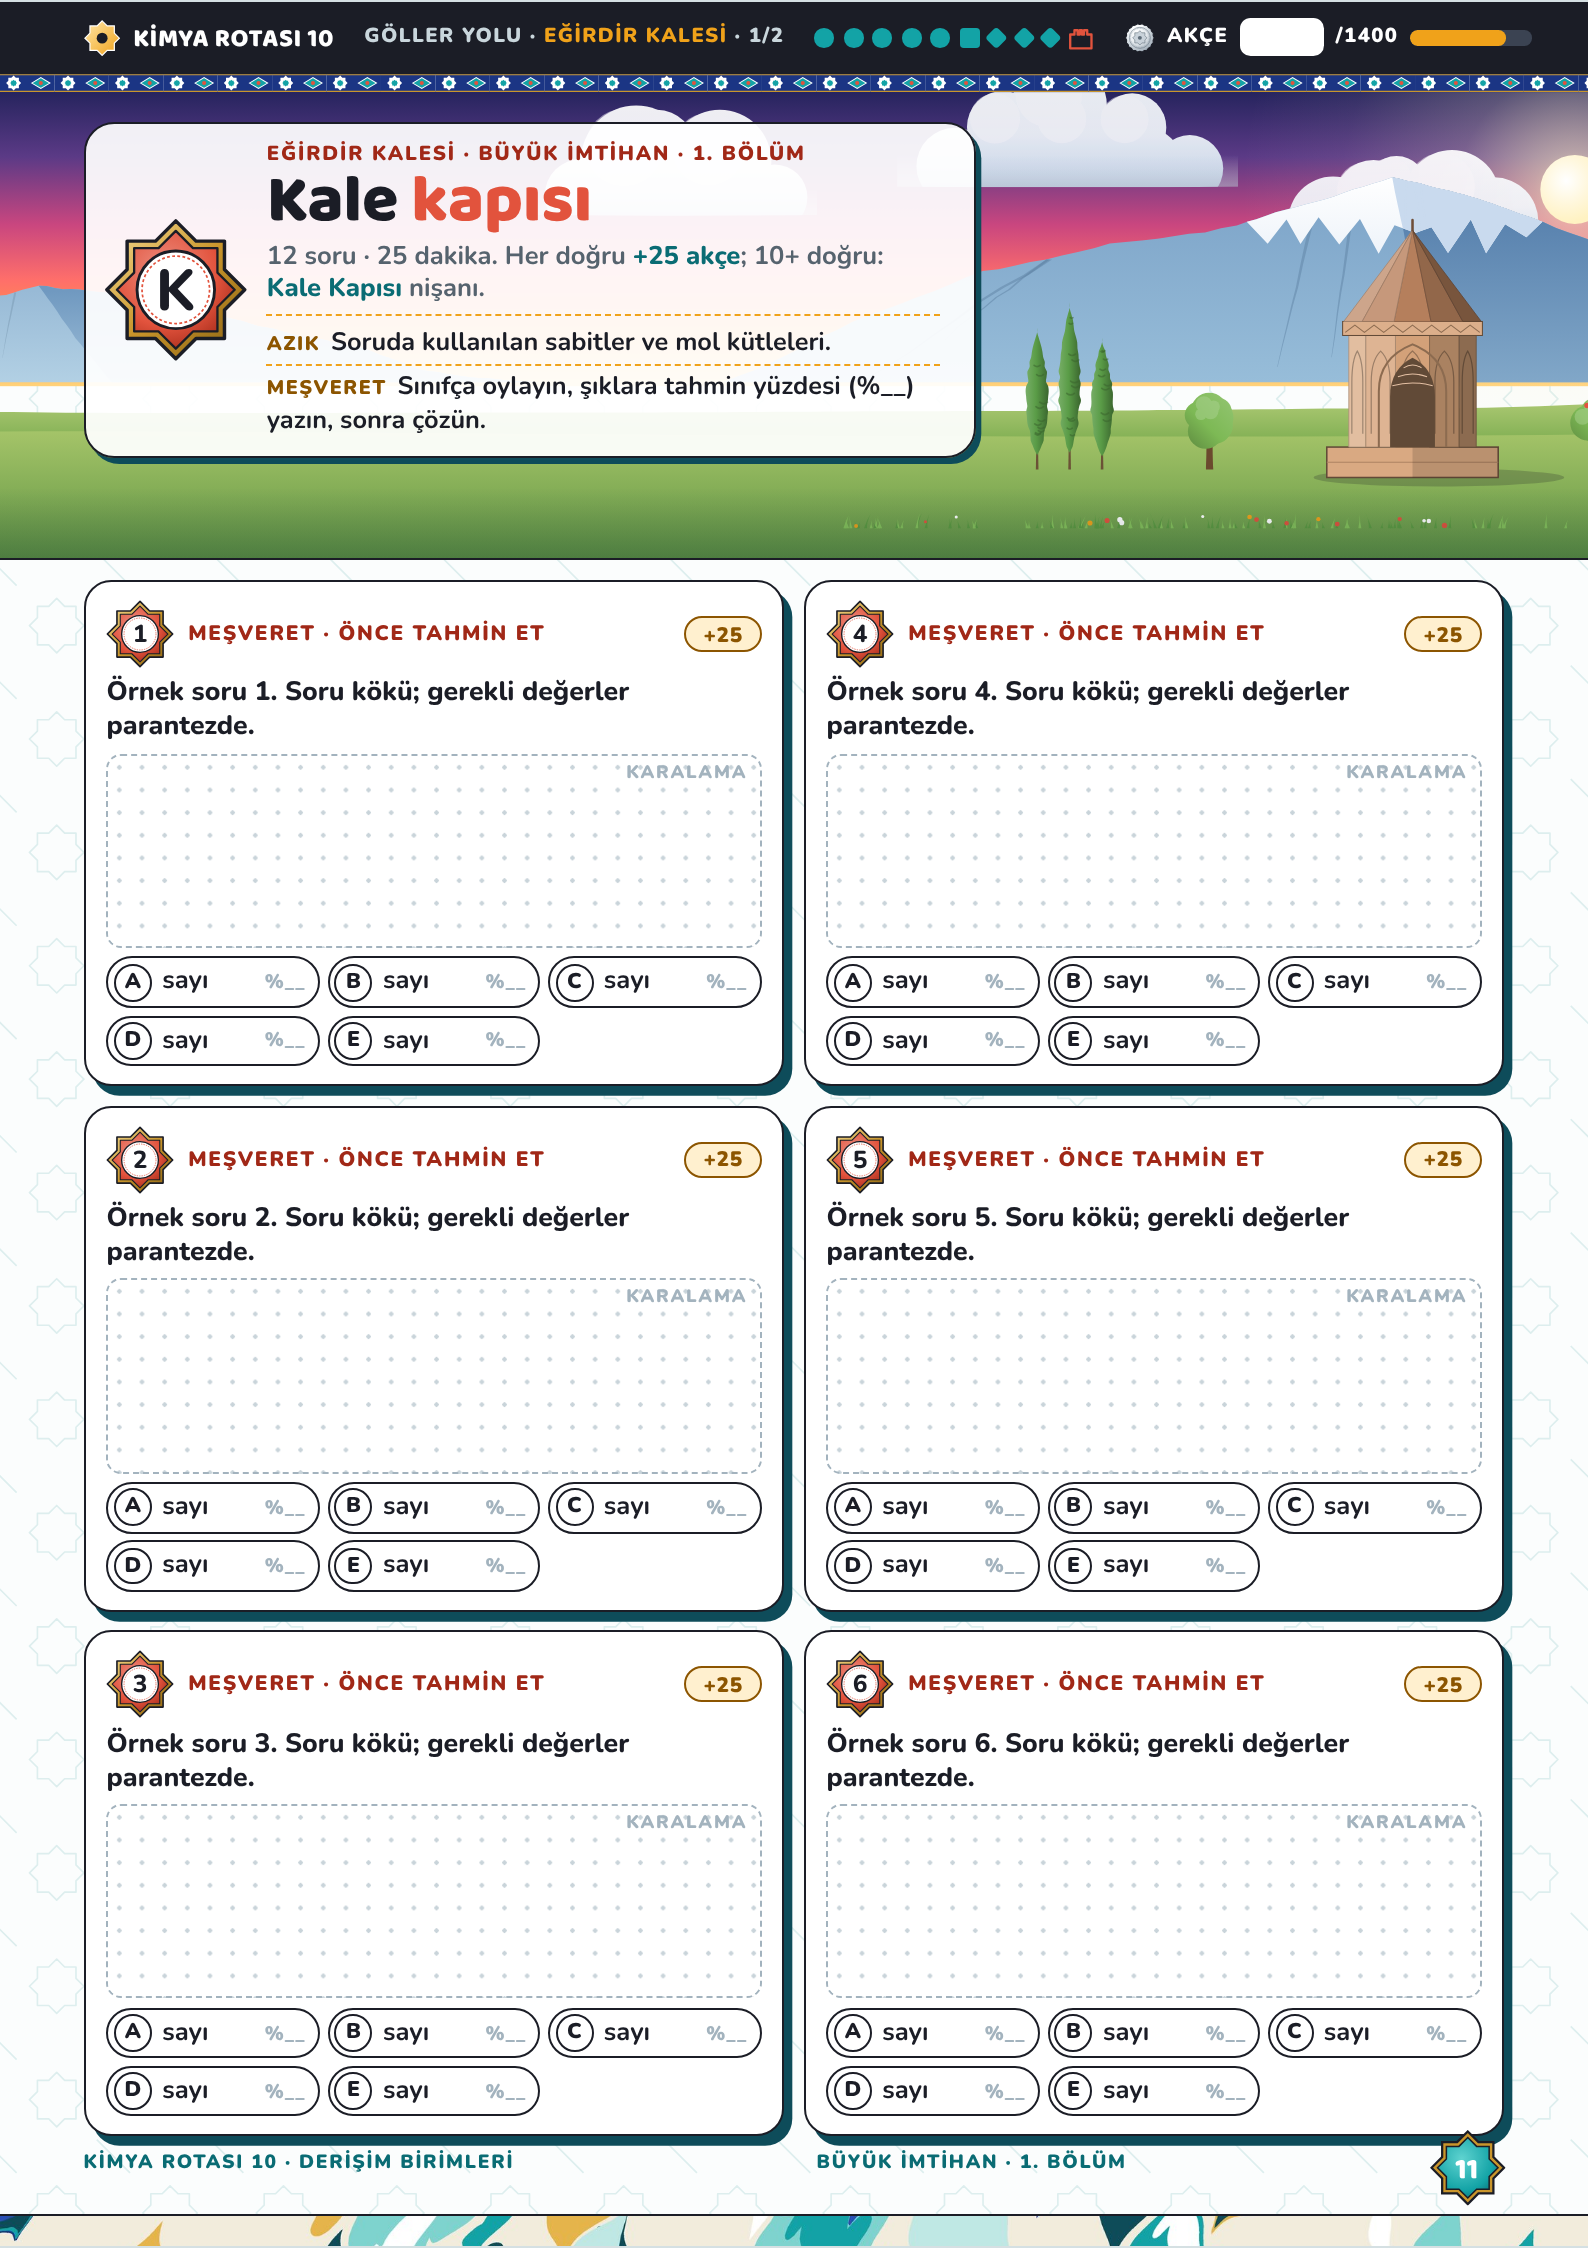 KİMYA ROTASI 10 GÖLLER YOLU · EĞİRDİR KALESİ · 1/2 AKÇE /1400
EĞİRDİR KALESİ · BÜYÜK İMTİHAN · 1. BÖLÜM
Kale kapısı
K
12 soru · 25 dakika. Her doğru +25 akçe; 10+ doğru:
Kale Kapısı nişanı.
AZIK Soruda kullanılan sabitler ve mol kütleleri.
MEŞVERET Sınıfça oylayın, şıklara tahmin yüzdesi (%__)
yazın, sonra çözün.
1 MEŞVERET · ÖNCE TAHMİN ET +25
Örnek soru 1. Soru kökü; gerekli değerler
parantezde.
KARALAMA
A sayı %__ B sayı %__ C sayı %__
D sayı %__ E sayı %__
2 MEŞVERET · ÖNCE TAHMİN ET +25
Örnek soru 2. Soru kökü; gerekli değerler
parantezde.
KARALAMA
A sayı %__ B sayı %__ C sayı %__
D sayı %__ E sayı %__
3 MEŞVERET · ÖNCE TAHMİN ET +25
Örnek soru 3. Soru kökü; gerekli değerler
parantezde.
KARALAMA
A sayı %__ B sayı %__ C sayı %__
D sayı %__ E sayı %__
4 MEŞVERET · ÖNCE TAHMİN ET +25
Örnek soru 4. Soru kökü; gerekli değerler
parantezde.
KARALAMA
A sayı %__ B sayı %__ C sayı %__
D sayı %__ E sayı %__
5 MEŞVERET · ÖNCE TAHMİN ET +25
Örnek soru 5. Soru kökü; gerekli değerler
parantezde.
KARALAMA
A sayı %__ B sayı %__ C sayı %__
D sayı %__ E sayı %__
6 MEŞVERET · ÖNCE TAHMİN ET +25
Örnek soru 6. Soru kökü; gerekli değerler
parantezde.
KARALAMA
A sayı %__ B sayı %__ C sayı %__
D sayı %__ E sayı %__
KİMYA ROTASI 10 · DERİŞİM BİRİMLERİ BÜYÜK İMTİHAN · 1. BÖLÜM 11